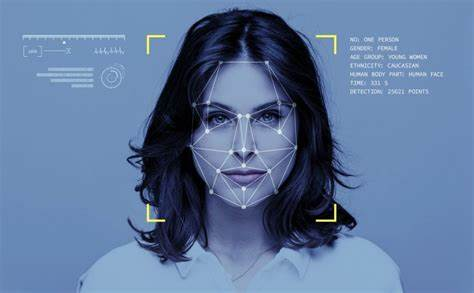 NO: ONE PERSON
GENDER: FEMALE
AGE GROUP: YOUNG WOMEN
ETHNICITY: CAUCASIAN
HUMAN BODY PART: HUMAN FACE
TIME: 331 S
DETECTION: 25621 POINTS